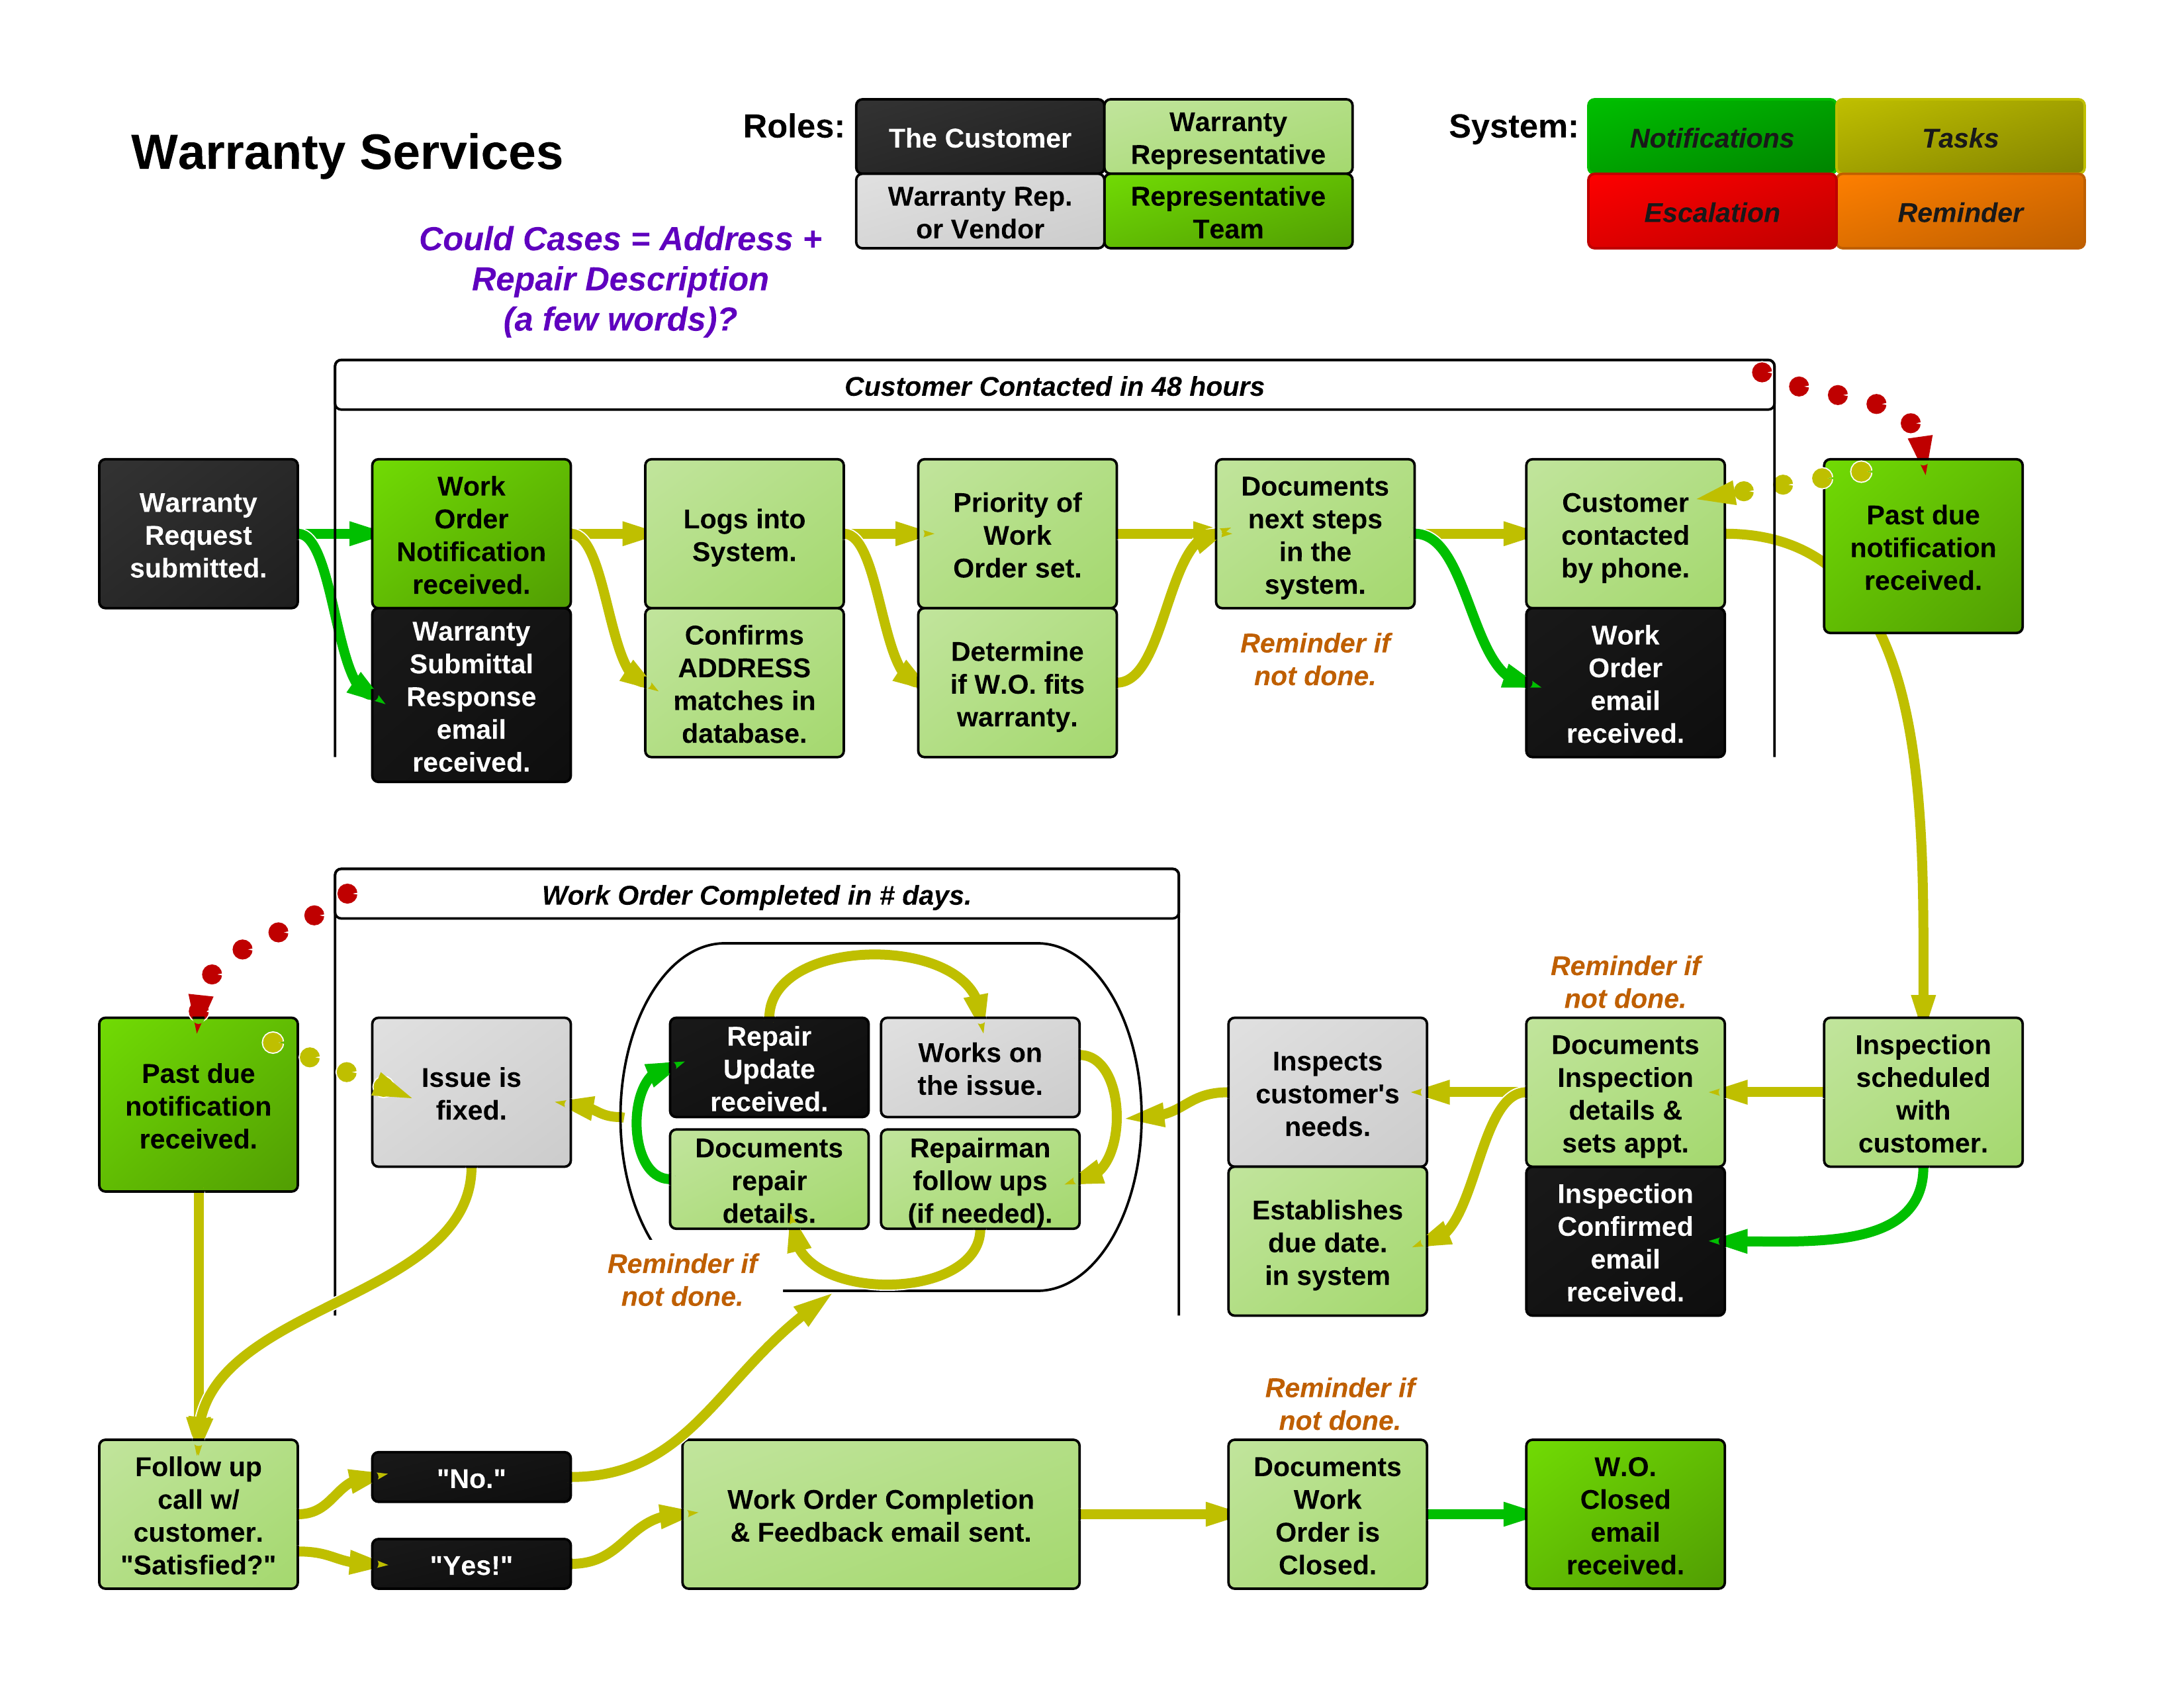 Warranty Services
Roles:
The Customer
Warranty
Representative
Warranty Rep.
or Vendor
Representative
Team
System:
Notifications
Tasks
Escalation
Reminder
Could Cases = Address +
Repair Description
(a few words)?
Customer Contacted in 48 hours
Warranty
Request
submitted.
Work
Order
Notification
received.
Warranty
Submittal
Response
email
received.
Logs into
System.
Confirms
ADDRESS
matches in
database.
Priority of
Work
Order set.
Determine
if W.O. fits
warranty.
Documents
next steps
in the
system.
Reminder if
not done.
Customer
contacted
by phone.
Work
Order
email
received.
Past due
notification
received.
Work Order Completed in # days.
Past due
notification
received.
Issue is
fixed.
Repair
Update
received.
Works on
the issue.
Documents
repair
details.
Repairman
follow ups
(if needed).
Reminder if
not done.
Inspects
customer's
needs.
Establishes
due date.
in system
Reminder if
not done.
Documents
Inspection
details &
sets appt.
Inspection
Confirmed
email
received.
Inspection
scheduled
with
customer.
Follow up
call w/
customer.
"Satisfied?"
"No."
"Yes!"
Work Order Completion
& Feedback email sent.
Reminder if
not done.
Documents
Work
Order is
Closed.
W.O.
Closed
email
received.